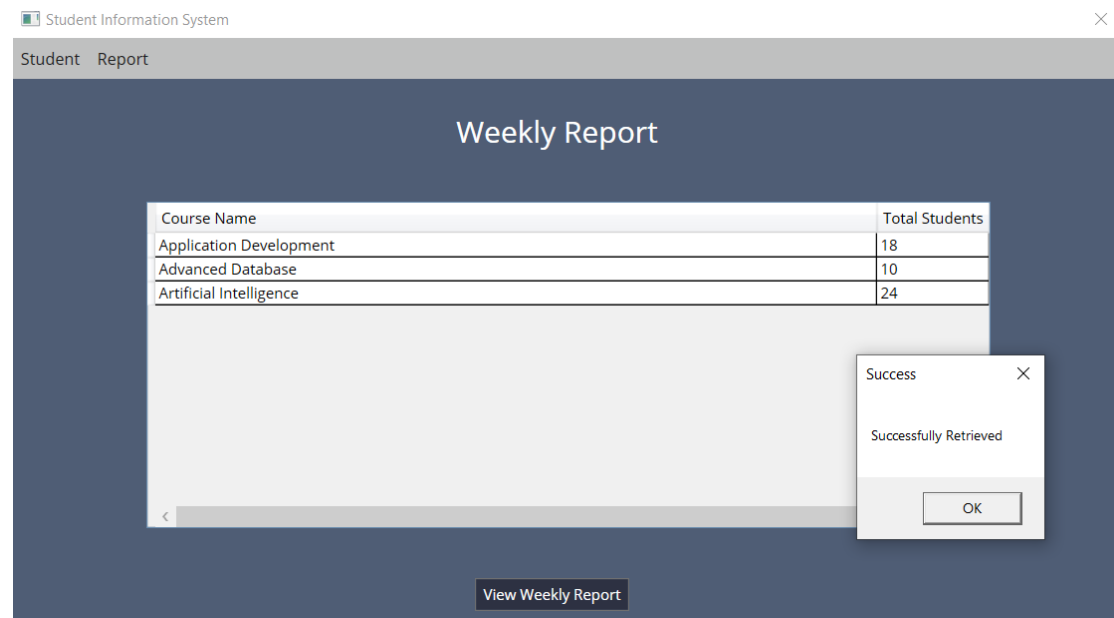 Student Information System
Student Report
Weekly Report
Course Name Total Students
Application Development 18
Advanced Database 10
Artificial Intelligence 24
Success
Successfully Retrieved
OK
View Weekly Report